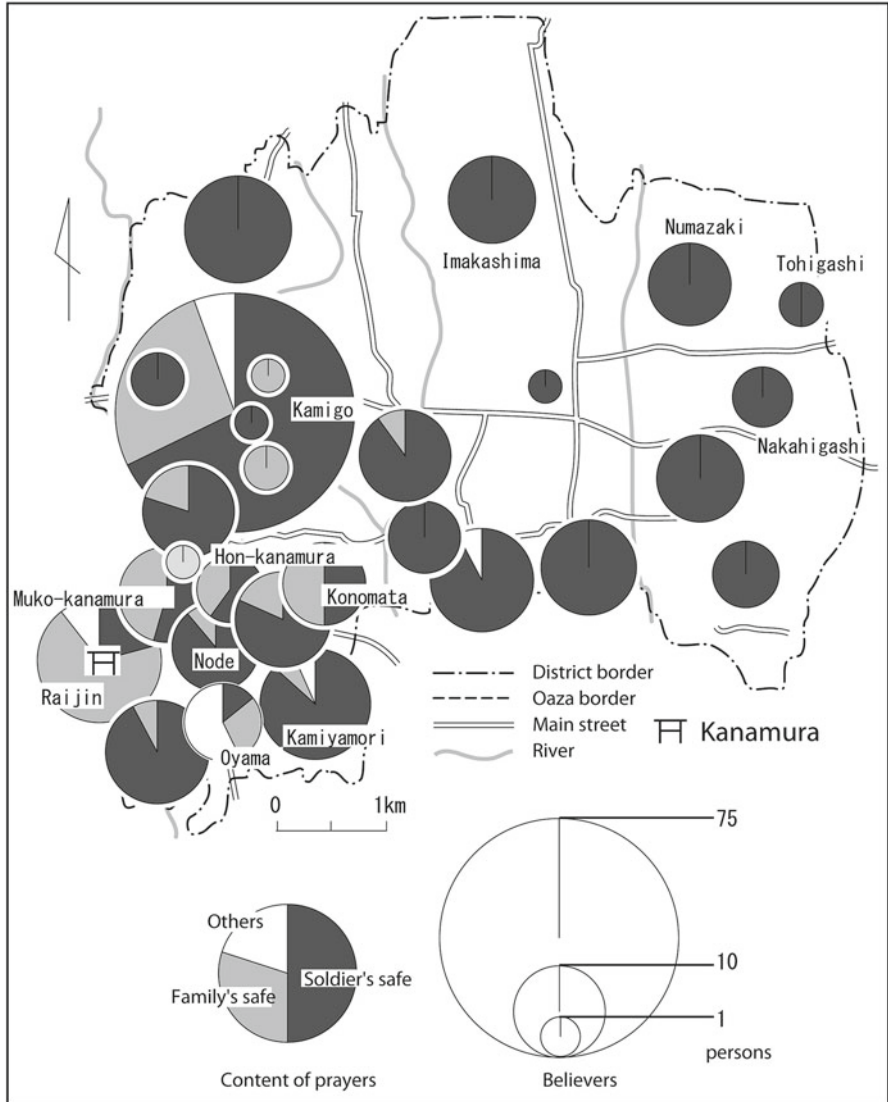 Imakashima
Numazaki
Tohigashi
Kamigo
Nakahigashi
Hon-kanamura
Muko-kanamura
Konomata
Node
Raijin
Kamiyamori
Oyama
District border
Oaza border
Main street
River
Kanamura
0 1km
75
10
1
persons
Others
Family's safe
Soldier's safe
Content of prayers
Believers